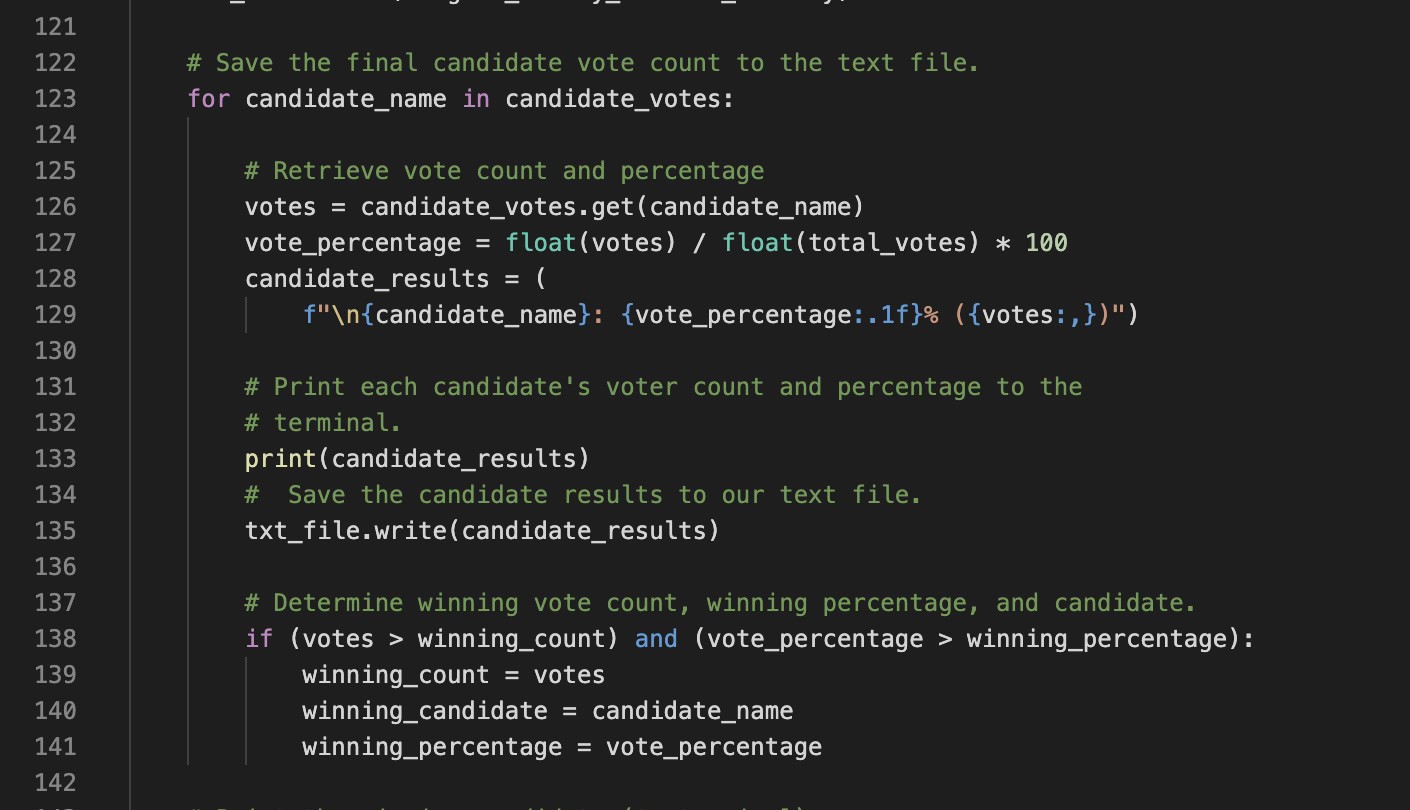 121
122 # Save the final candidate vote count to the text file.
123 for candidate_name in candidate_votes:
124
125 # Retrieve vote count and percentage
126 votes = candidate_votes.get(candidate_name)
127 vote_percentage = float(votes) / float(total_votes) * 100
128 candidate_results = (
129 f"\n{candidate_name}: {vote_percentage:.1f}% ({votes:,})")
130
131 # Print each candidate's voter count and percentage to the
132 # terminal.
133 print(candidate_results)
134 #  Save the candidate results to our text file.
135 txt_file.write(candidate_results)
136
137 # Determine winning vote count, winning percentage, and candidate.
138 if (votes > winning_count) and (vote_percentage > winning_percentage):
139 winning_count = votes
140 winning_candidate = candidate_name
141 winning_percentage = vote_percentage
142